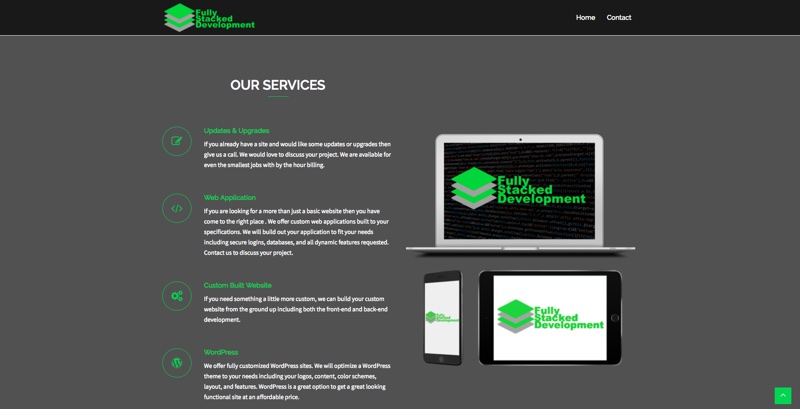 Fully
Stacked
Development
Home
Contact
OUR SERVICES
Updates & Upgrades
If you already have a site and would like some updates or upgrades then
give us a call. We would love to discuss your project. We are available for
even the smallest jobs with by the hour billing.
Web Application
If you are looking for a more than just a basic website then you have
come to the right place . We offer custom web applications built to your
specifications. We will build out your application to fit your needs
including secure logins, databases, and all dynamic features requested.
Contact us to discuss your project.
Custom Built Website
If you need something a little more custom, we can build your custom
website from the ground up including both the front-end and back-end
development.
WordPress
We offer fully customized WordPress sites. We will optimize a WordPress
theme to your needs including your logos, content, color schemes,
layout, and features. WordPress is a great option to get a great looking
functional site at an affordable price.
Fully
Stacked
Development
Fully
Stacked
Development
Fully
Stacked
Development